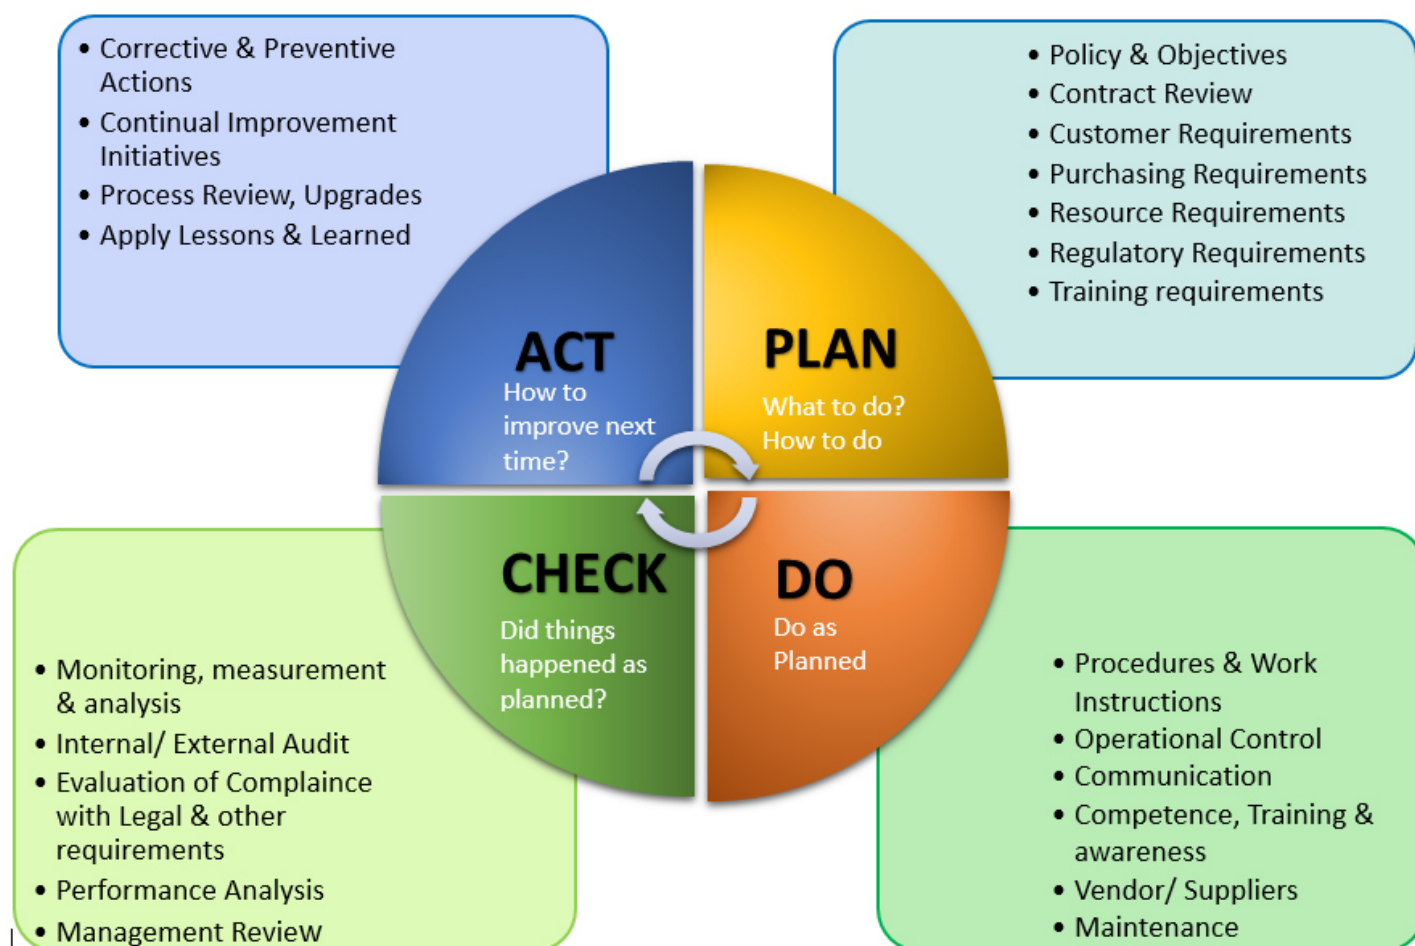 • Corrective & Preventive
Actions
• Continual Improvement
Initiatives
• Process Review, Upgrades
• Apply Lessons & Learned
• Policy & Objectives
• Contract Review
• Customer Requirements
• Purchasing Requirements
• Resource Requirements
• Regulatory Requirements
• Training requirements
ACT
How to
improve next
time?
PLAN
What to do?
How to do
CHECK
Did things
happened as
planned?
DO
Do as
Planned
• Monitoring, measurement
& analysis
• Internal/ External Audit
• Evaluation of Complaince
with Legal & other
requirements
• Performance Analysis
• Management Review
• Procedures & Work
Instructions
• Operational Control
• Communication
• Competence, Training &
awareness
• Vendor/ Suppliers
• Maintenance